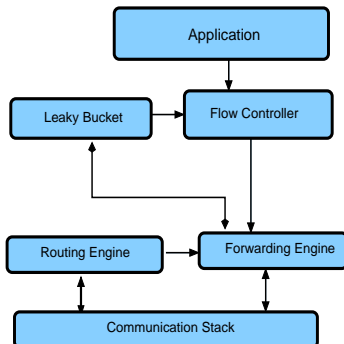 Application
Leaky Bucket
Flow Controller
Routing Engine
Forwarding Engine
Communication Stack